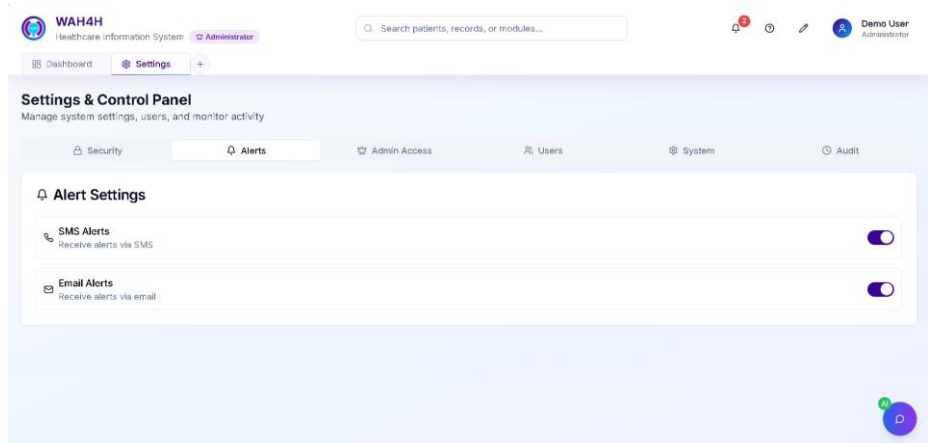 WAH4H
Healthcare Information System Administrator
Search patients, records, or modules...
2
Demo User
Administrator
Dashboard Settings +
Settings & Control Panel
Manage system settings, users, and monitor activity
Security Alerts Admin Access Users System Audit
Alert Settings
SMS Alerts
Receive alerts via SMS
Email Alerts
Receive alerts via email
AI